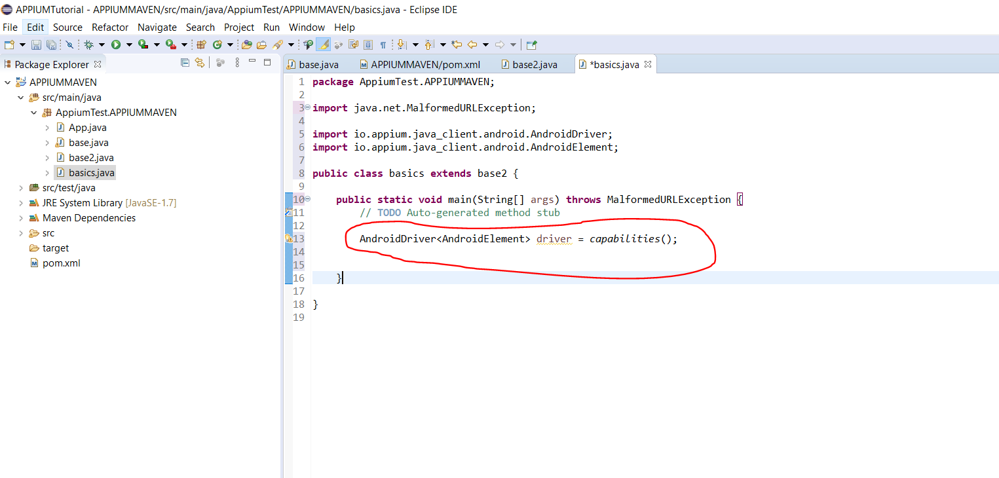 APPIUMTutorial - APPIUMMAVEN/src/main/java/AppiumTest/APPIUMMAVEN/basics.java - Eclipse IDE
File Edit Source Refactor Navigate Search Project Run Window Help
Package Explorer
base.java APPIUMMAVEN/pom.xml base2.java *basics.java
APPIUMMAVEN
src/main/java
AppiumTest.APPIUMMAVEN
App.java
base.java
base2.java
basics.java
src/test/java
JRE System Library [JavaSE-1.7]
Maven Dependencies
src
target
pom.xml
1 package AppiumTest.APPIUMMAVEN;
2
3 import java.net.MalformedURLException;
4
5 import io.appium.java_client.android.AndroidDriver;
6 import io.appium.java_client.android.AndroidElement;
7
8 public class basics extends base2 {
9
10 public static void main(String[] args) throws MalformedURLException {
11 // TODO Auto-generated method stub
12
13 AndroidDriver<AndroidElement> driver = capabilities();
14
15
16 }
17
18 }
19